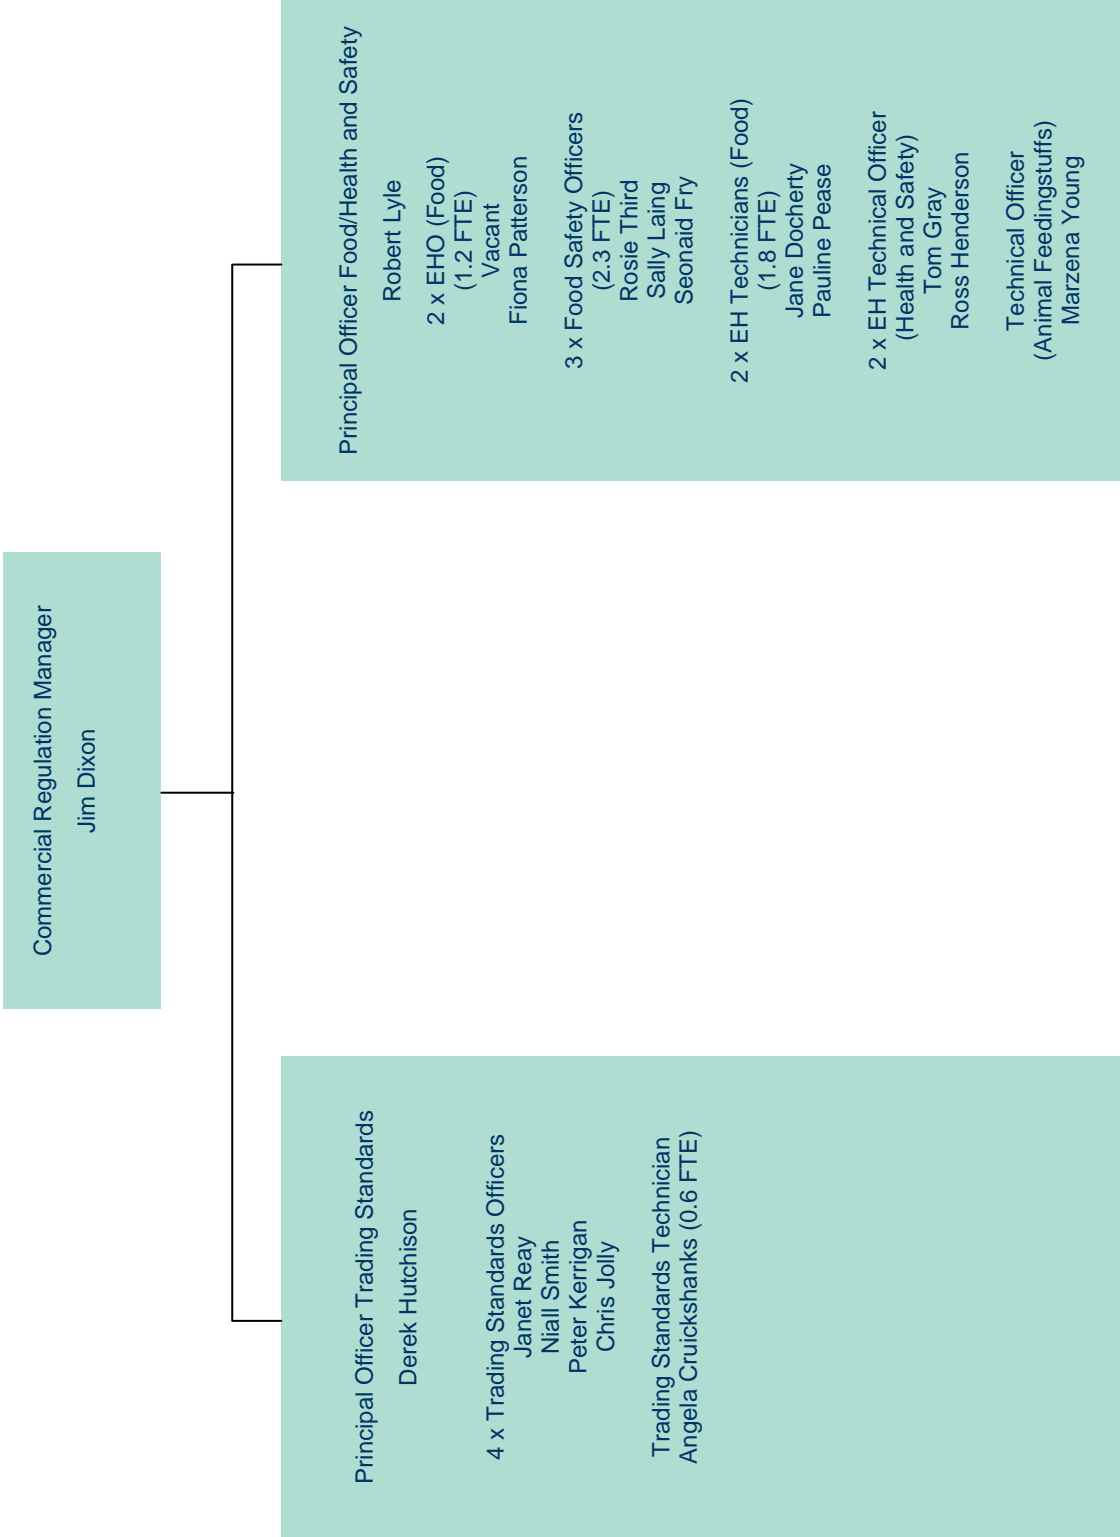 Commercial Regulation Manager
Jim Dixon
Principal Officer Trading Standards
Derek Hutchison
4 x Trading Standards Officers
Janet Reay
Niall Smith
Peter Kerrigan
Chris Jolly
Trading Standards Technician
Angela Cruickshanks (0.6 FTE)
Principal Officer Food/Health and Safety
Robert Lyle
2 x EHO (Food)
(1.2 FTE)
Vacant
Fiona Patterson
3 x Food Safety Officers
(2.3 FTE)
Rosie Third
Sally Laing
Seonaid Fry
2 x EH Technicians (Food)
(1.8 FTE)
Jane Docherty
Pauline Pease
2 x EH Technical Officer
(Health and Safety)
Tom Gray
Ross Henderson
Technical Officer
(Animal Feedingstuffs)
Marzena Young